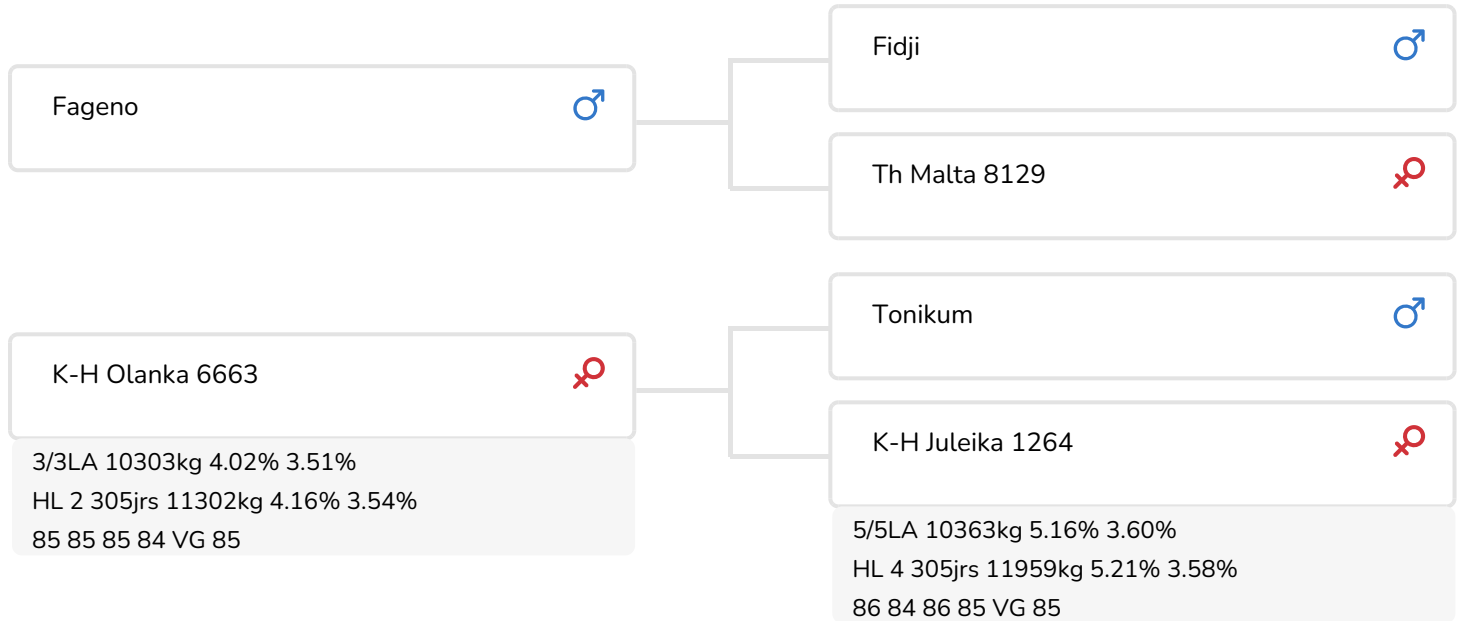 Fageno
K-H Olanka 6663
3/3LA 10303kg 4.02% 3.51%
HL 2 305jrs 11302kg 4.16% 3.54%
85 85 85 84 VG 85
Fidji
Th Malta 8129
Tonikum
K-H Juleika 1264
5/5LA 10363kg 5.16% 3.60%
HL 4 305jrs 11959kg 5.21% 3.58%
86 84 86 85 VG 85